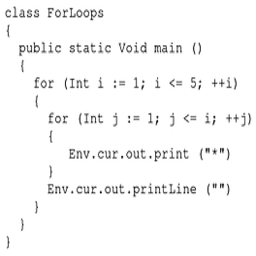 class ForLoops
{
public static Void main ()
{
for (Int i := 1; i <= 5; ++i)
{
for (Int j := 1; j <= i; ++j)
{
Env.cur.out.print ("*")
}
Env.cur.out.printLine ("")
}
}
}